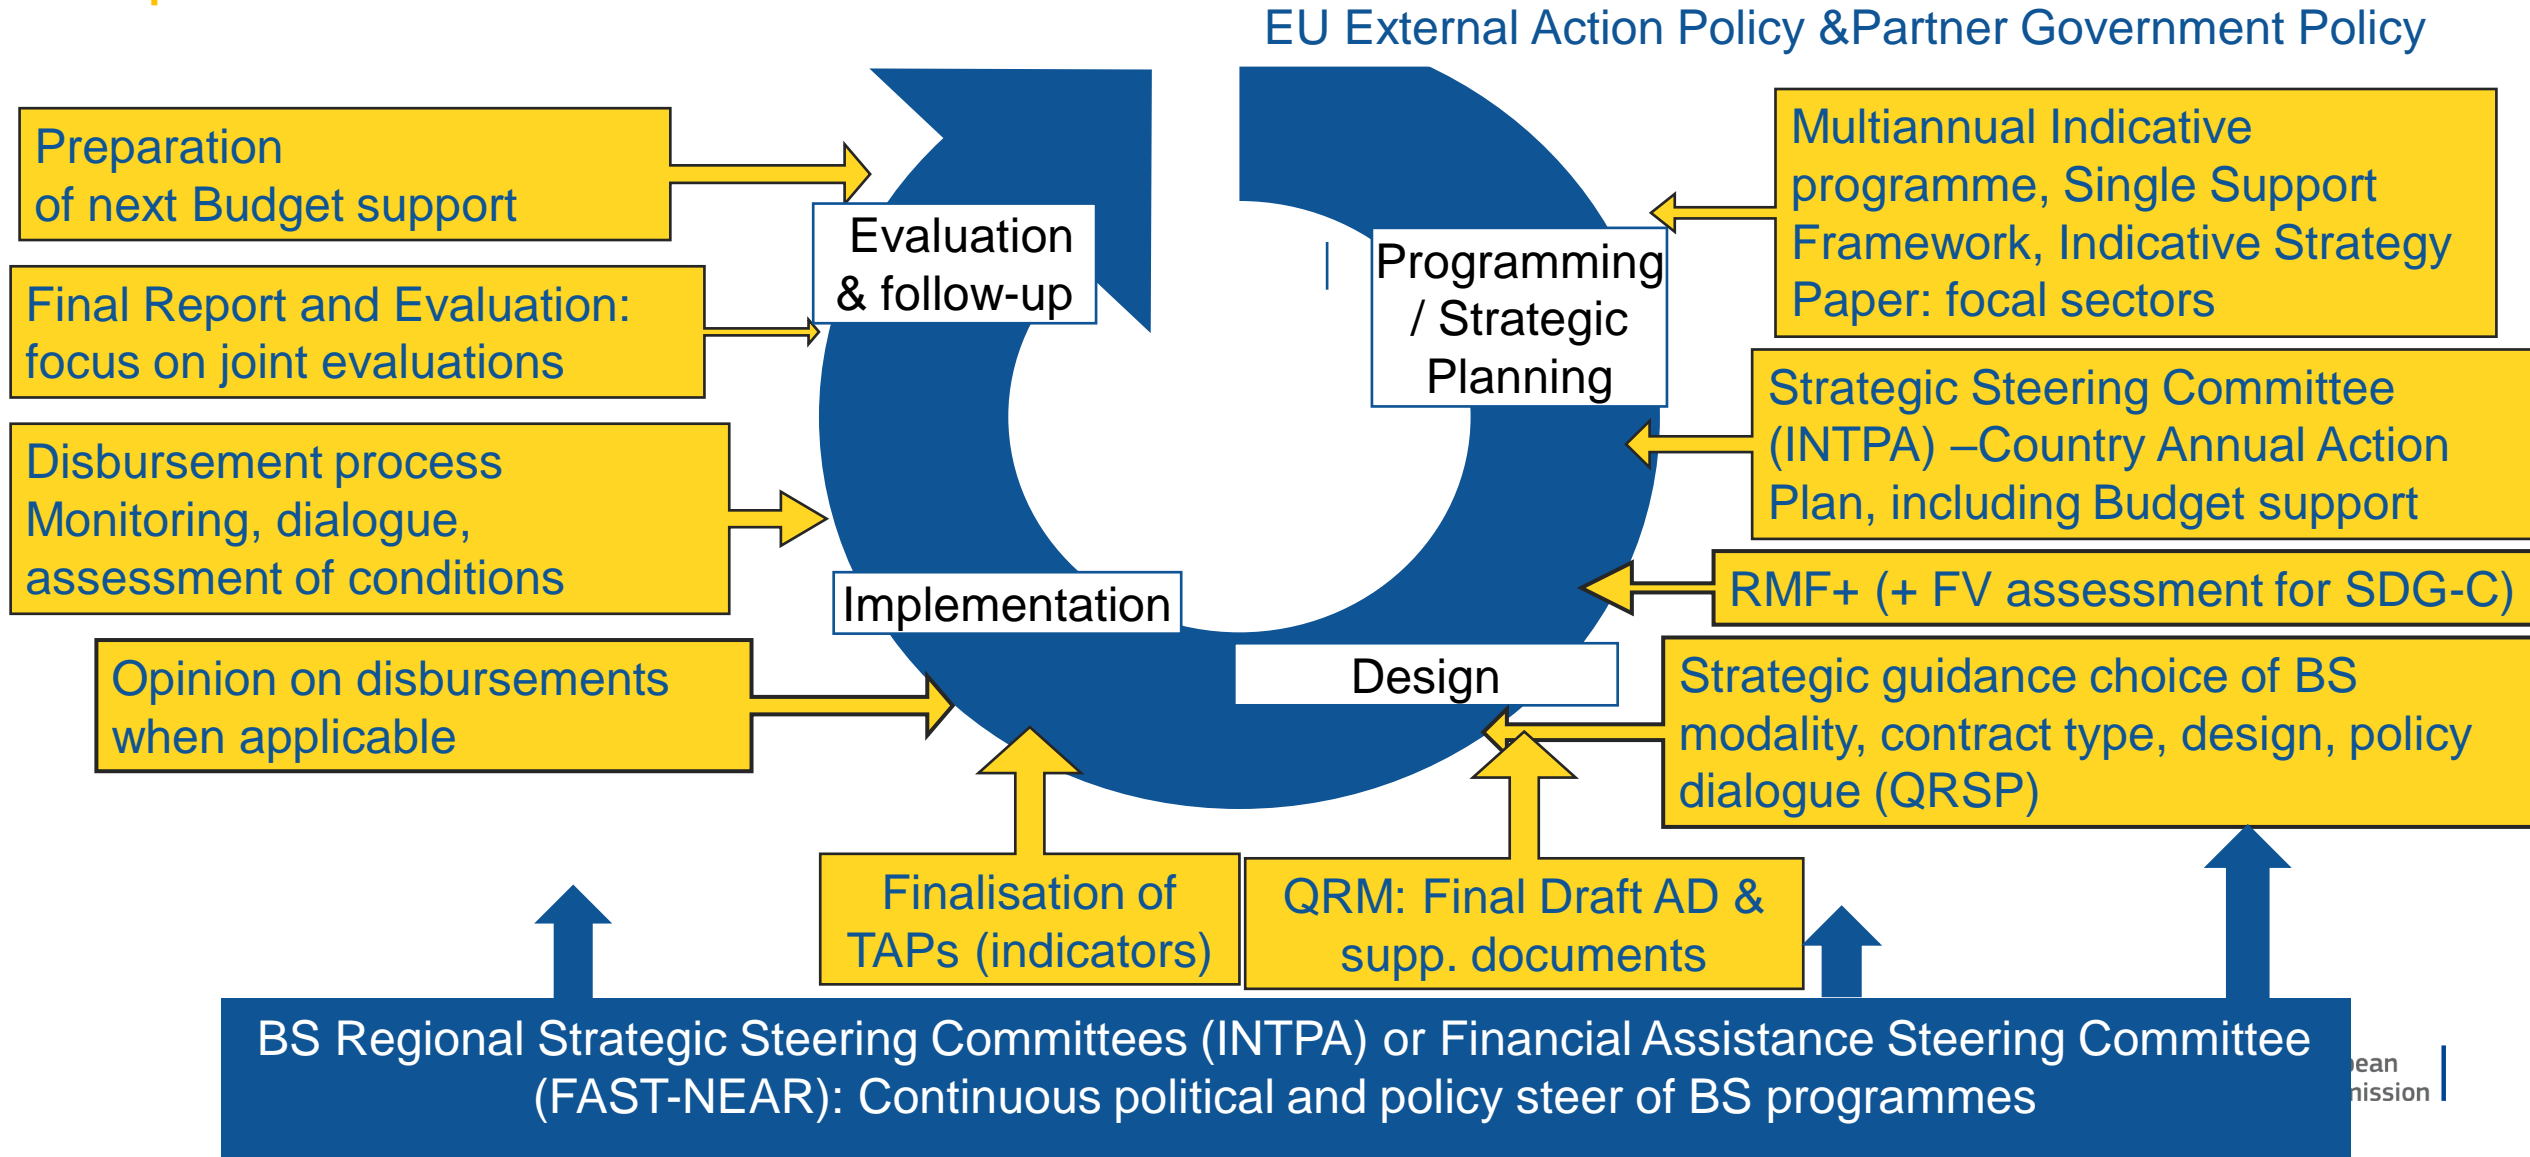 EU External Action Policy &Partner Government Policy
Preparation
of next Budget support
Final Report and Evaluation:
focus on joint evaluations
Disbursement process
Monitoring, dialogue,
assessment of conditions
Opinion on disbursements
when applicable
Evaluation
& follow-up
Implementation
Programming
/ Strategic
Planning
Design
Multiannual Indicative
programme, Single Support
Framework, Indicative Strategy
Paper: focal sectors
Strategic Steering Committee
(INTPA) –Country Annual Action
Plan, including Budget support
RMF+ (+ FV assessment for SDG-C)
Strategic guidance choice of BS
modality, contract type, design, policy
dialogue (QRSP)
Finalisation of
TAPs (indicators)
QRM: Final Draft AD &
supp. documents
BS Regional Strategic Steering Committees (INTPA) or Financial Assistance Steering Committee
(FAST-NEAR): Continuous political and policy steer of BS programmes